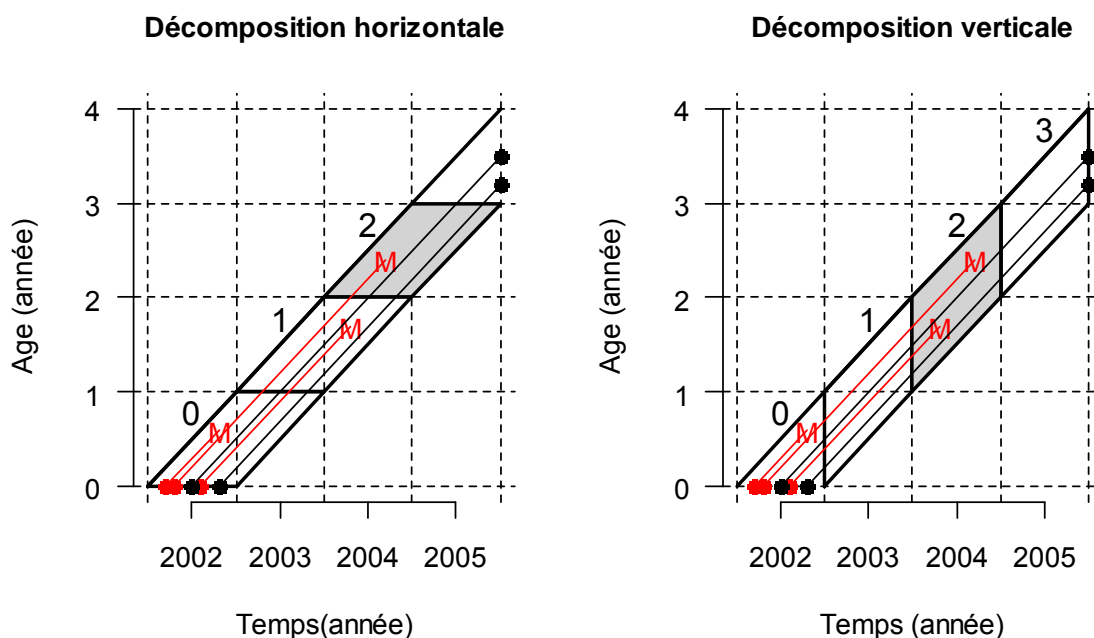 Décomposition horizontale
Age (année)
4
3
2
1
0
2
1
0
M
M
M
2002 2003 2004 2005
Temps(année)
Décomposition verticale
Age (année)
4
3
2
1
0
3
2
1
0
M
M
M
2002 2003 2004 2005
Temps (année)